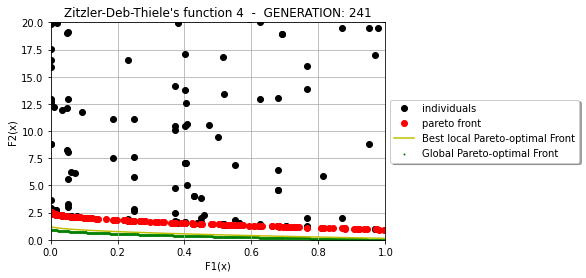 Zitzler-Deb-Thiele's function 4 - GENERATION: 241
20.0
17.5
15.0
12.5
10.0
7.5
5.0
2.5
0.0
F2(x)
0.0 0.2 0.4 0.6 0.8 1.0
F1(x)
individuals
pareto front
Best local Pareto-optimal Front
Global Pareto-optimal Front